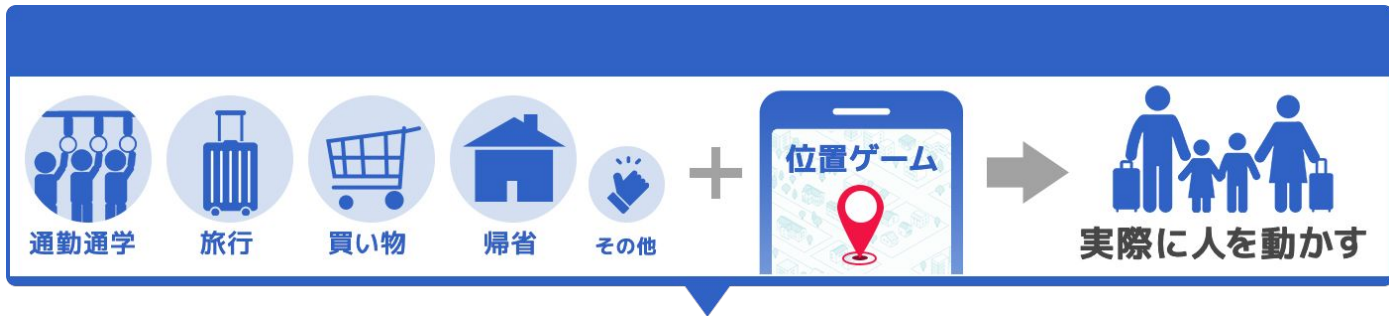 位置ゲーム
通勤通学
旅行
買い物
帰省
その他
実際に人を動かす